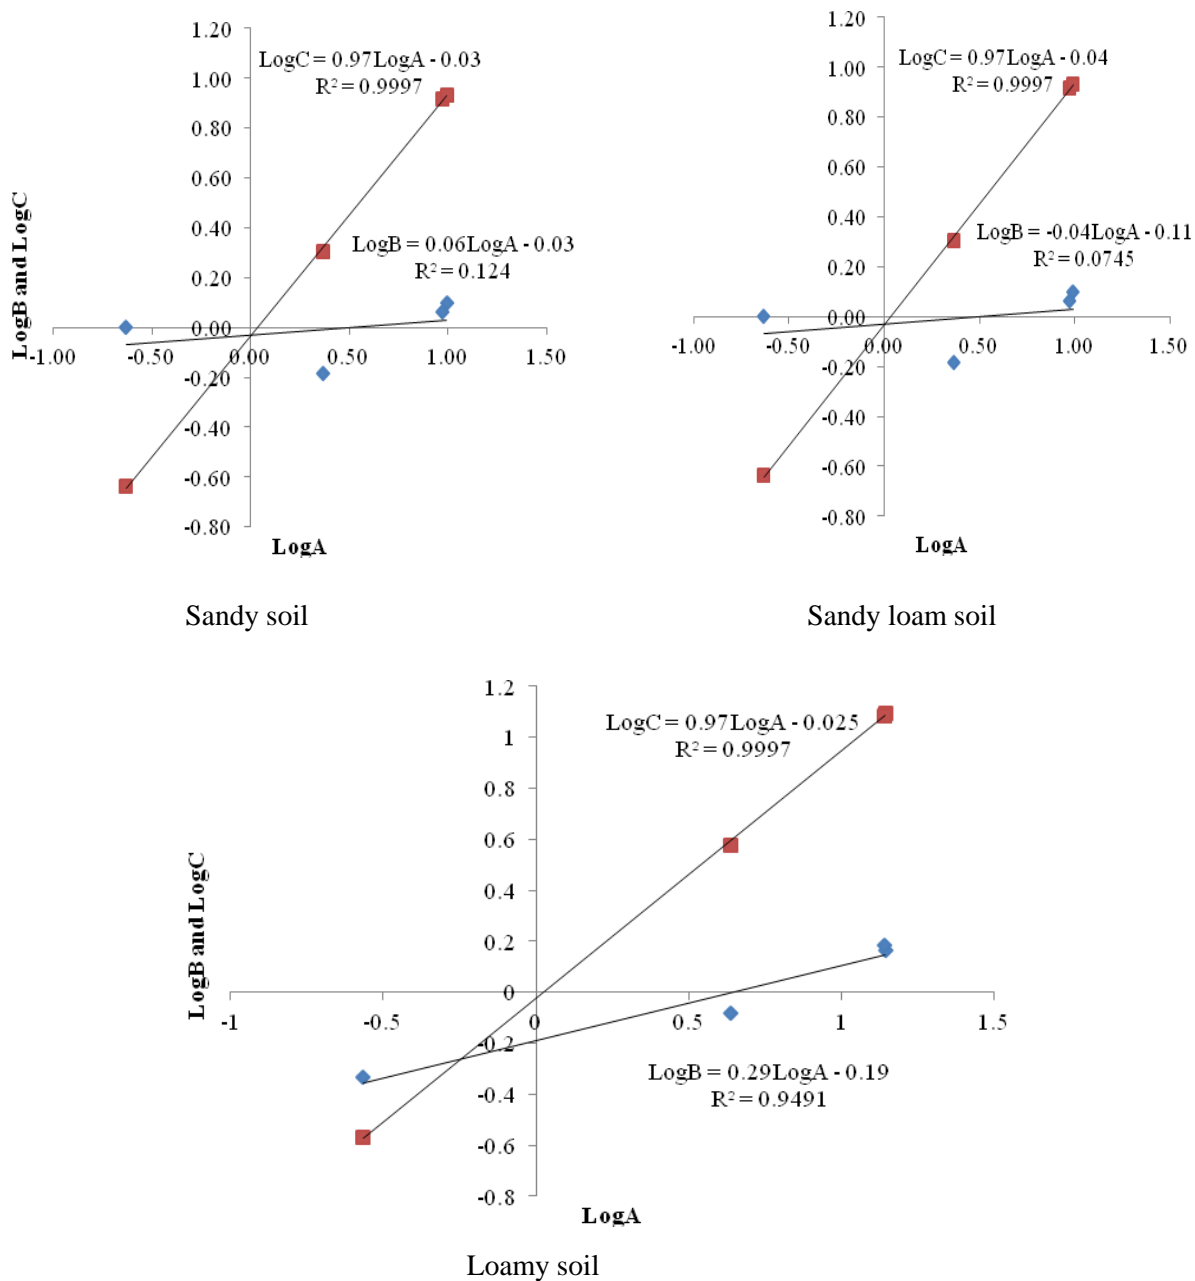 1.20
LogC = 0.97LogA - 0.03
R² = 0.9997
1.00
0.80
0.60
0.40
LogB = 0.06LogA - 0.03
R² = 0.124
0.20
0.00
-1.00 -0.50 0.00 0.50 1.00 1.50
-0.20
-0.40
-0.60
-0.80
LogB and LogC
LogA
Sandy soil
1.20
LogC = 0.97LogA - 0.04
R² = 0.9997
1.00
0.80
0.60
0.40
LogB = -0.04LogA - 0.11
R² = 0.0745
0.20
0.00
-1.00 -0.50 0.00 0.50 1.00 1.50
-0.20
-0.40
-0.60
-0.80
LogA
Sandy loam soil
1.2
LogC = 0.97LogA - 0.025
R² = 0.9997
1
0.8
0.6
0.4
0.2
0
-1 -0.5 0 0.5 1 1.5
-0.2
LogB = 0.29LogA - 0.19
R² = 0.9491
-0.4
-0.6
-0.8
LogB and LogC
LogA
Loamy soil